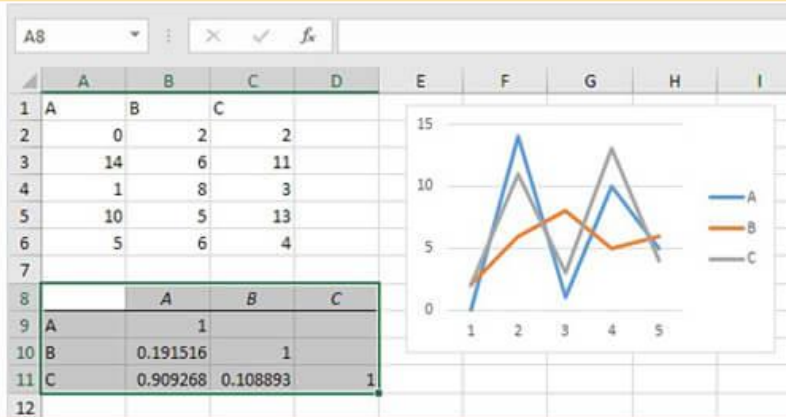 A8 fx
A B C D E F G H I
1 A B C
2 0 2 2
3 14 6 11
4 1 8 3
5 10 5 13
6 5 6 4
7
8 A B C
9 A 1
10 B 0.191516 1
11 C 0.909268 0.108893 1
12
15
10
5
0
1 2 3 4 5
A
B
C